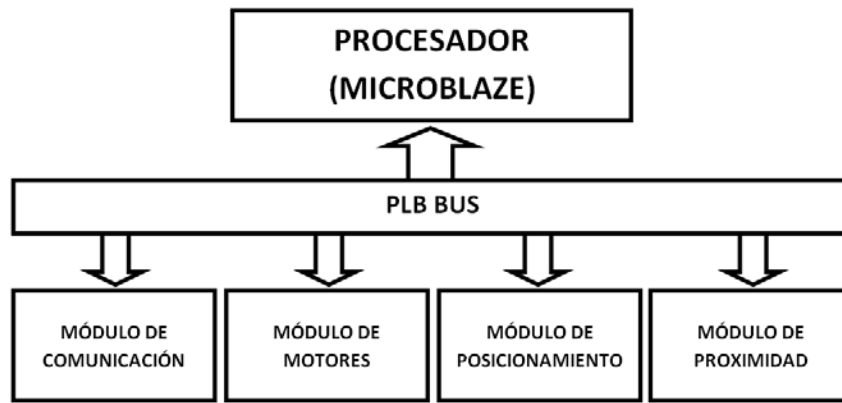 PROCESADOR
(MICROBLAZE)
PLB BUS
MÓDULO DE
COMUNICACIÓN
MÓDULO DE
MOTORES
MÓDULO DE
POSICIONAMIENTO
MÓDULO DE
PROXIMIDAD